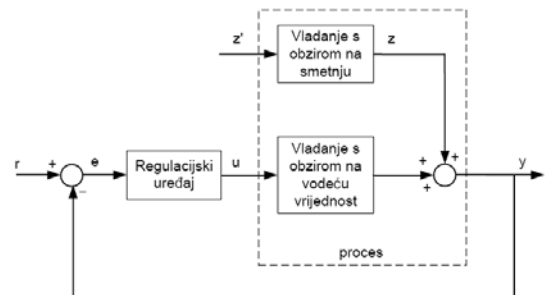 z'
Vladanje s
obzirom na
smetnju
z
r
+
e
−
Regulacijski
uređaj
u
Vladanje s
obzirom na
vodeću
vrijednost
+
+
+
y
proces